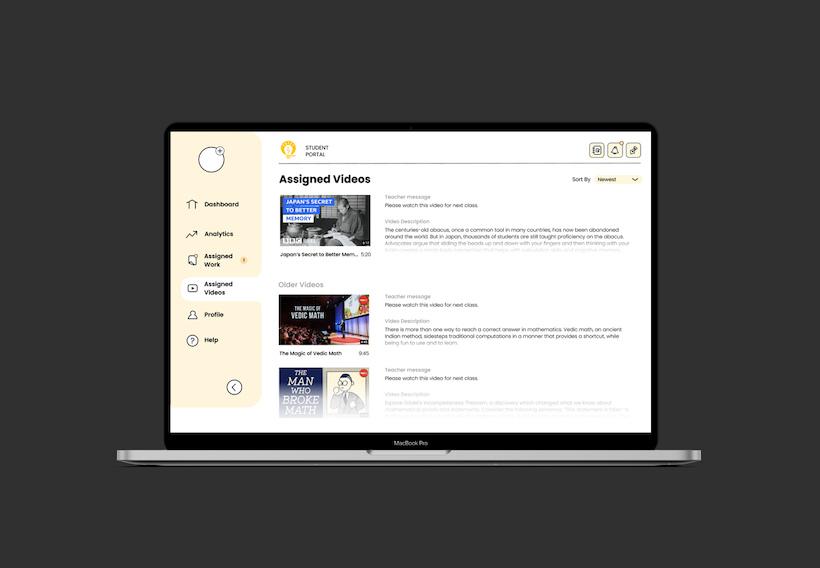 STUDENT
PORTAL
Dashboard
Analytics
Assigned
Work
Assigned
Videos
Profile
Help
Assigned Videos
Sort By
Newest
JAPAN'S SECRET
TO BETTER
MEMORY
Japan's Secret to Better Mem... 5:20
Teacher message
Please watch this video for next class.
Video Description
The centuries-old abacus, once a common tool in many countries, has now been abandoned
around the world. But in Japan, thousands of students are still taught proficiency on the abacus.
Advocates argue that sliding the beads up and down with your fingers and then thinking with your
Older Videos
THE MAGIC OF
VEDIC MATH
The Magic of Vedic Math 9:45
Teacher message
Please watch this video for next class.
Video Description
There is more than one way to reach a correct answer in mathematics. Vedic math, an ancient
Indian method, sidesteps traditional computations in a manner that provides a shortcut, while
being fun to use and to learn.
THE
MAN
WHO
BROKE
MATH
Teacher message
Please watch this video for next class.
Video Description
Explore Gödel's Incompleteness Theorem, a discovery which changed what we know about
mathematical proofs and statements. Consider the following sentence: "This statement is false." Is
MacBook Pro